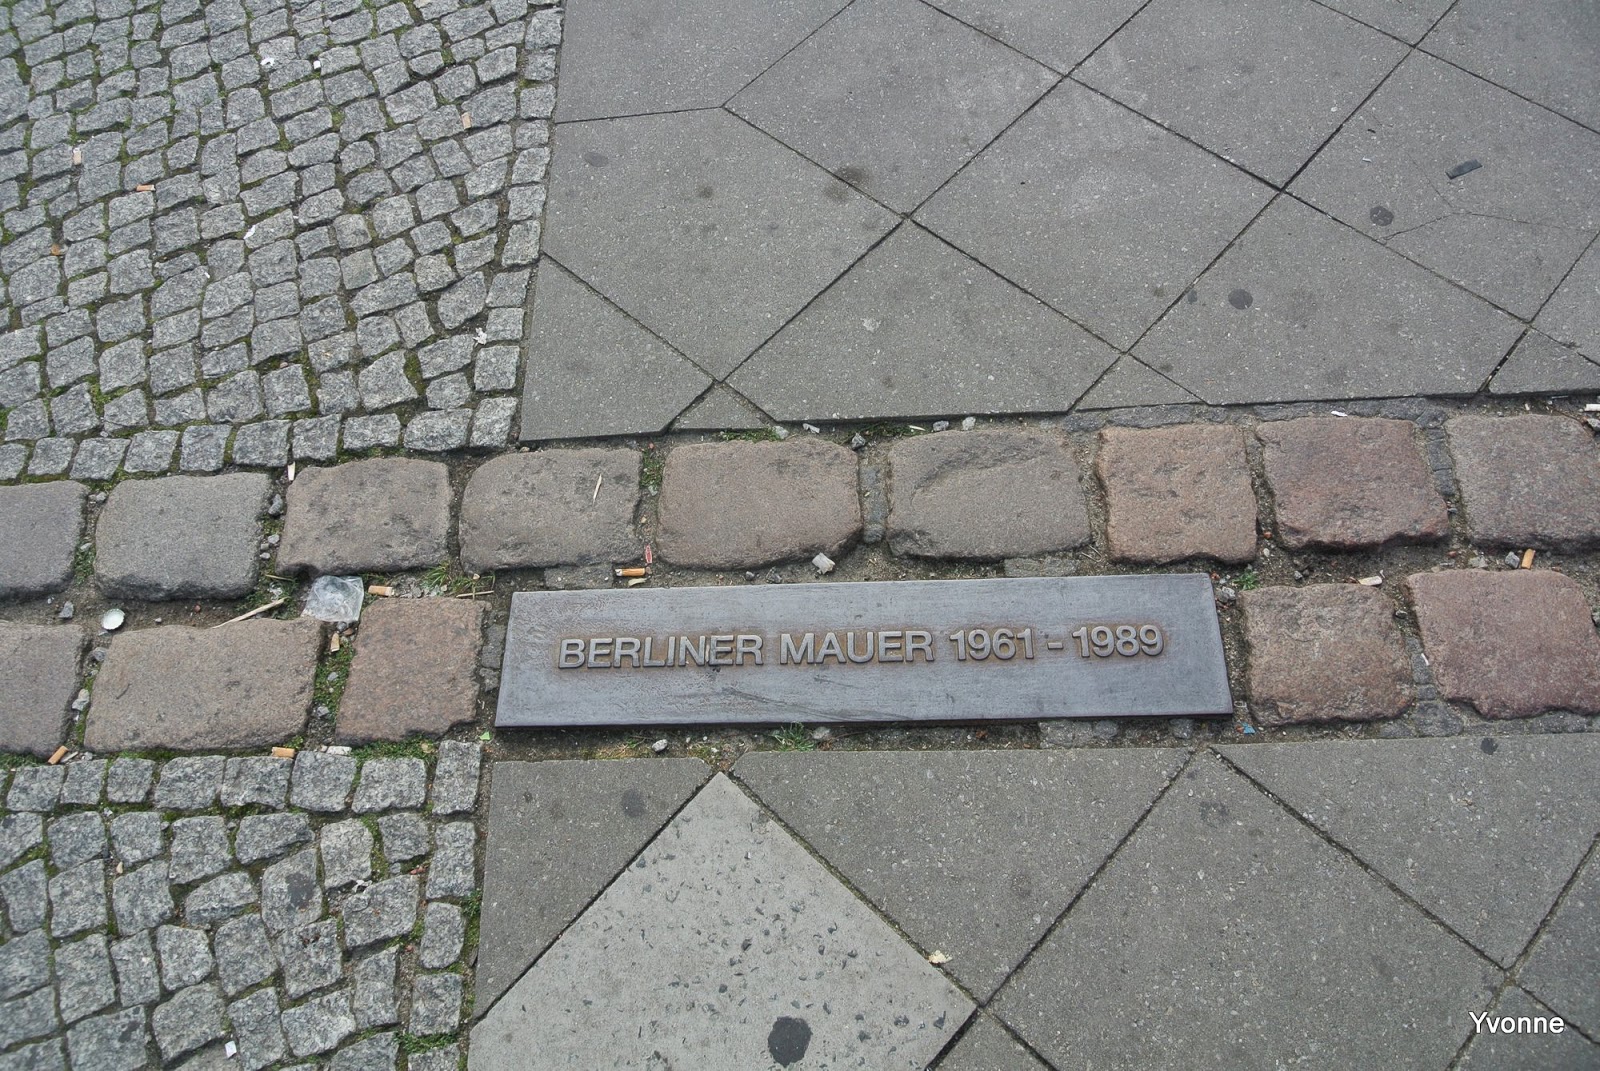 BERLINER MAUER 1961 - 1989
Yvonne